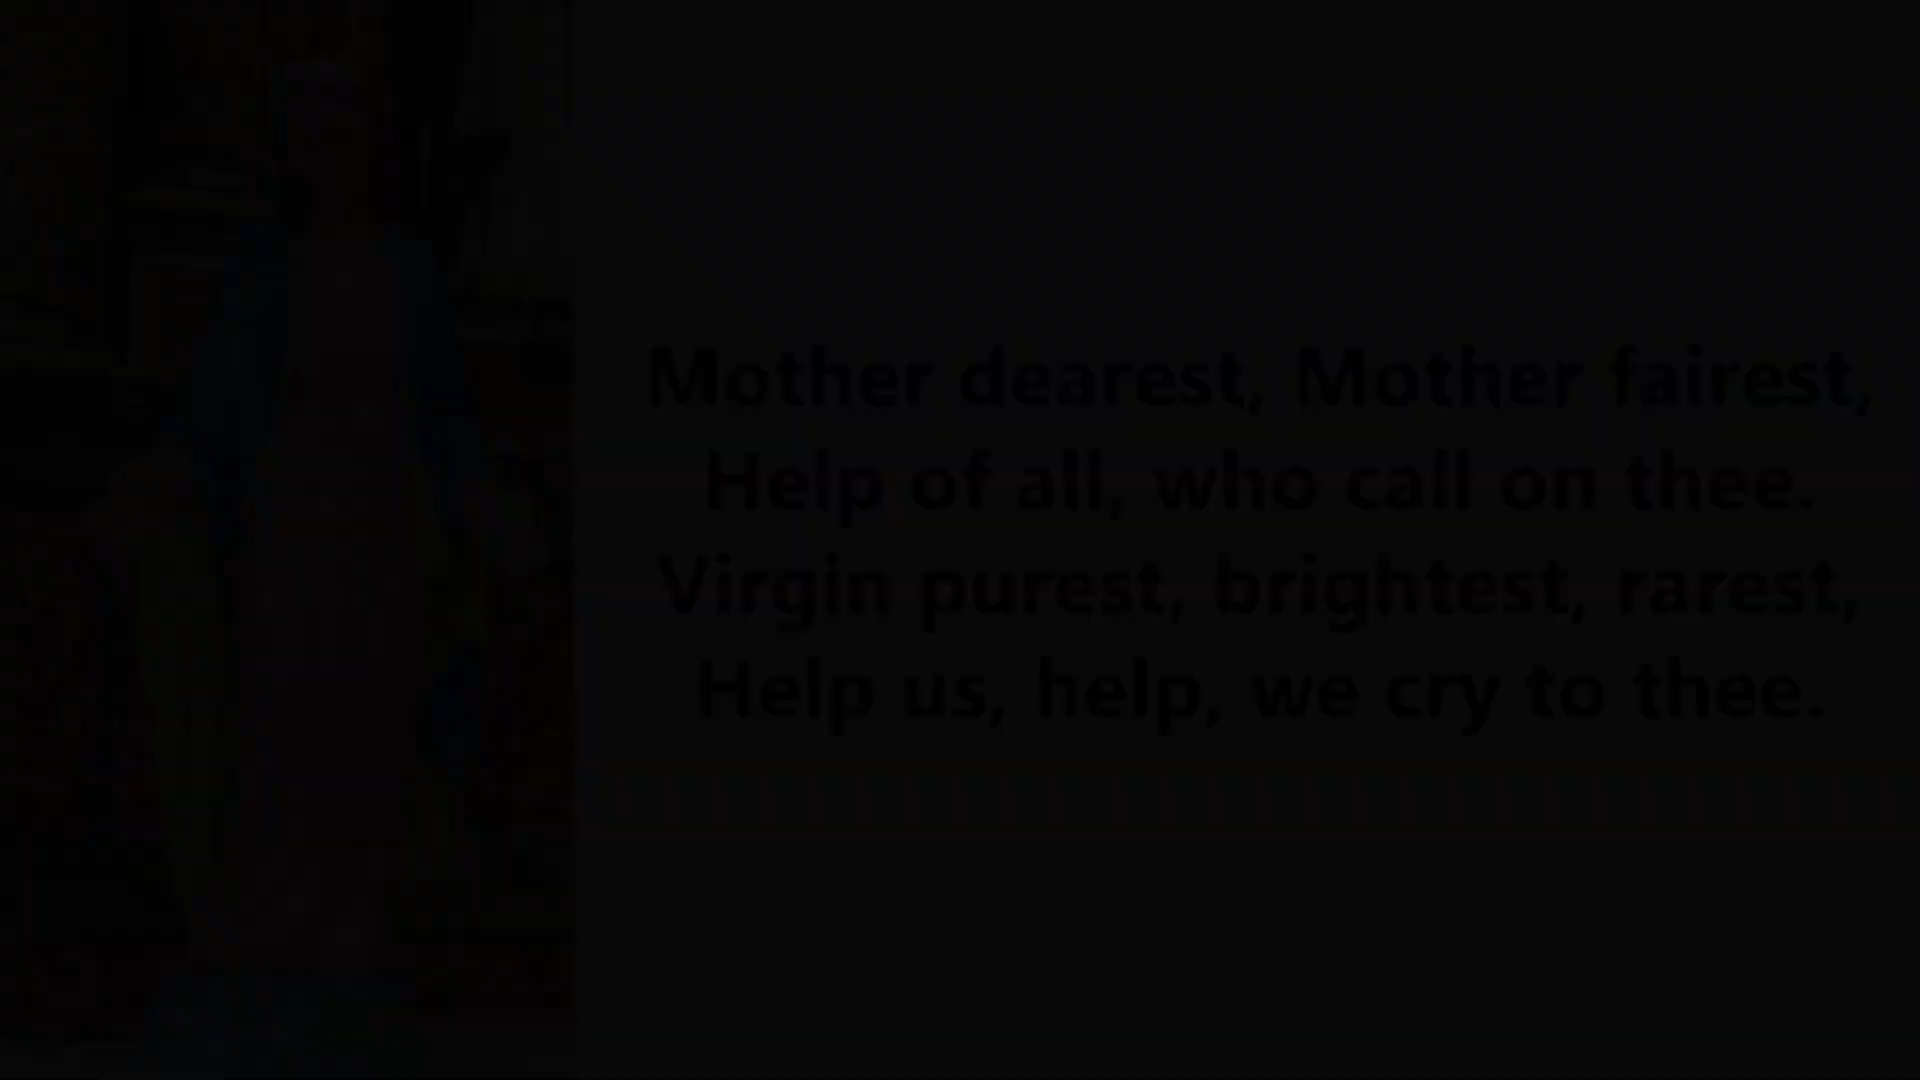 Mother dearest, Mother fairest,
Help of all, who call on thee.
Virgin purest, brightest, rarest,
Help us, help, we cry to thee.